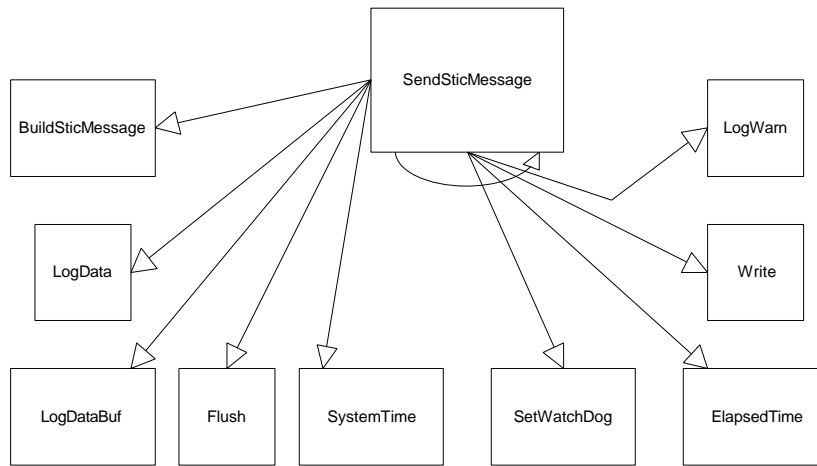 SendSticMessage
BuildSticMessage
LogWarn
LogData
Write
LogDataBuf
Flush
SystemTime
SetWatchDog
ElapsedTime